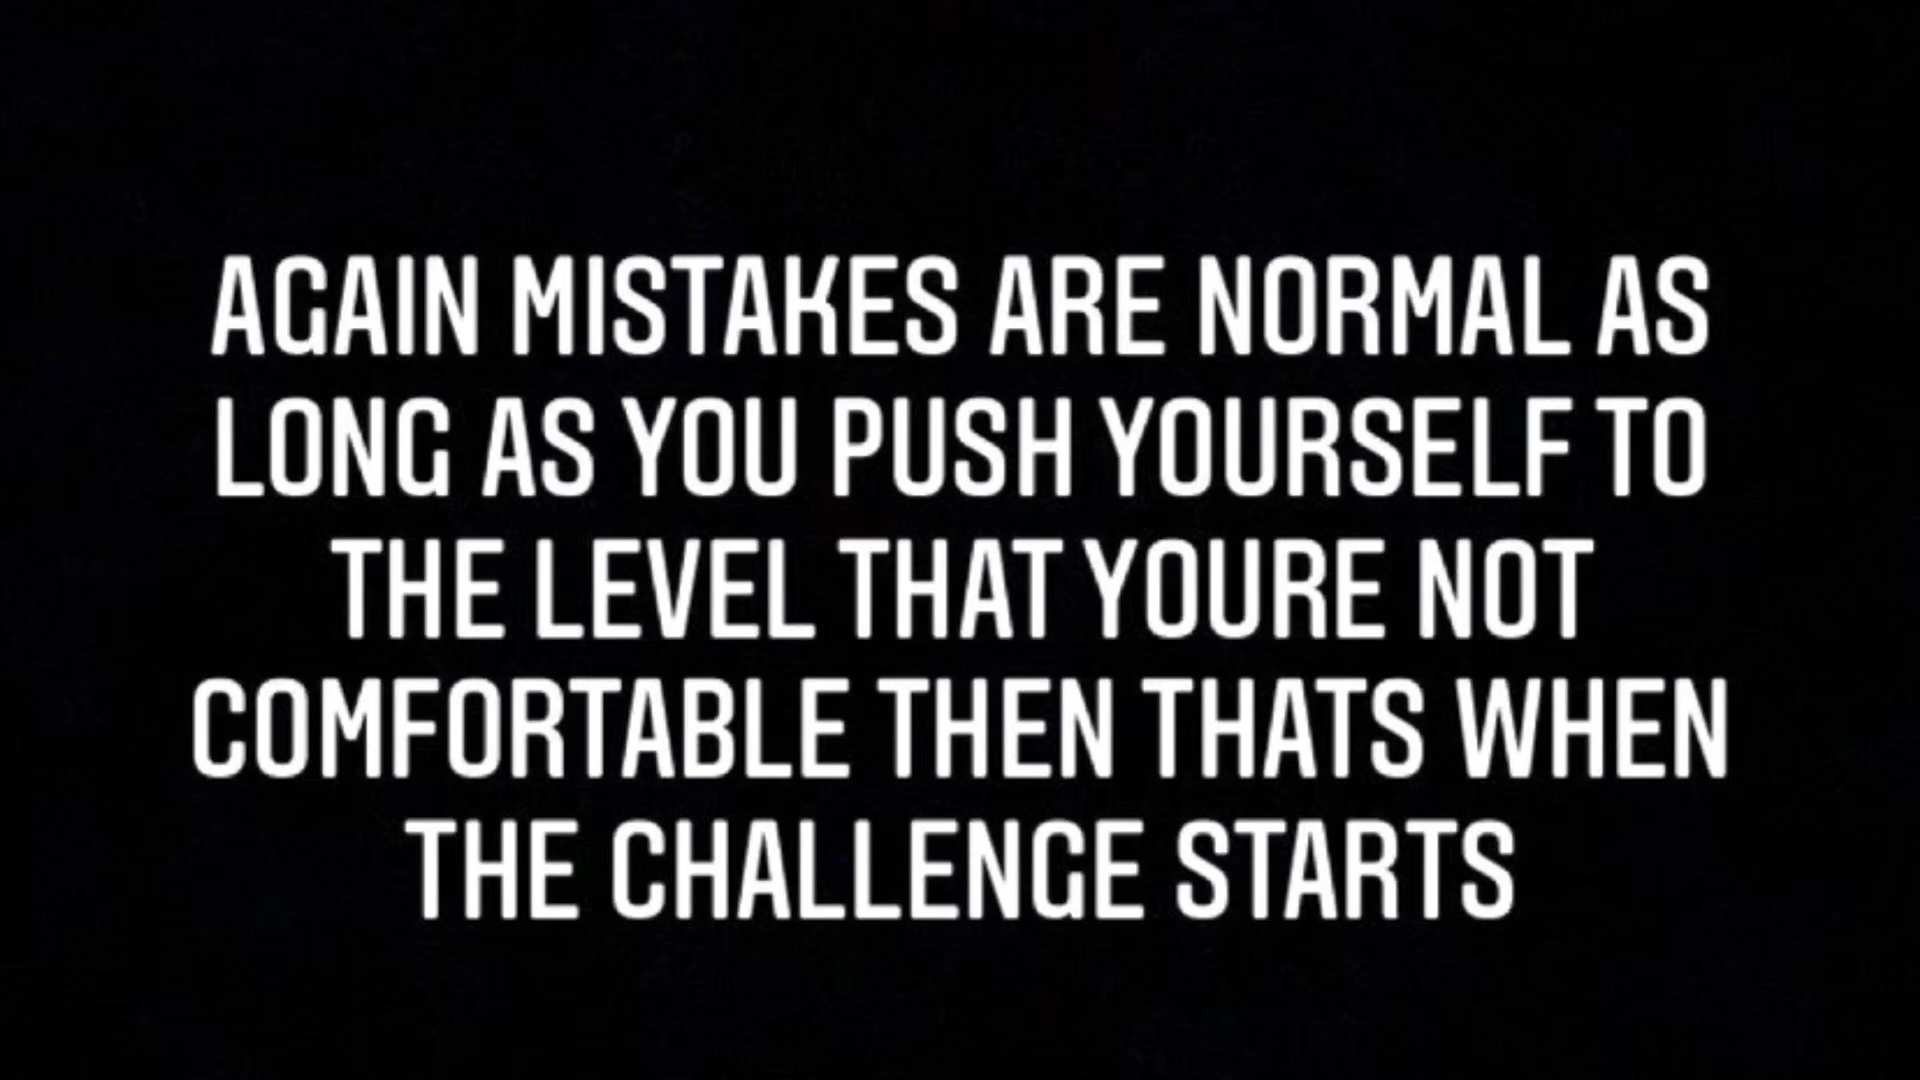 AGAIN MISTAKES ARE NORMAL AS
LONG AS YOU PUSH YOURSELF TO
THE LEVEL THAT YOURE NOT
COMFORTABLE THEN THATS WHEN
THE CHALLENGE STARTS